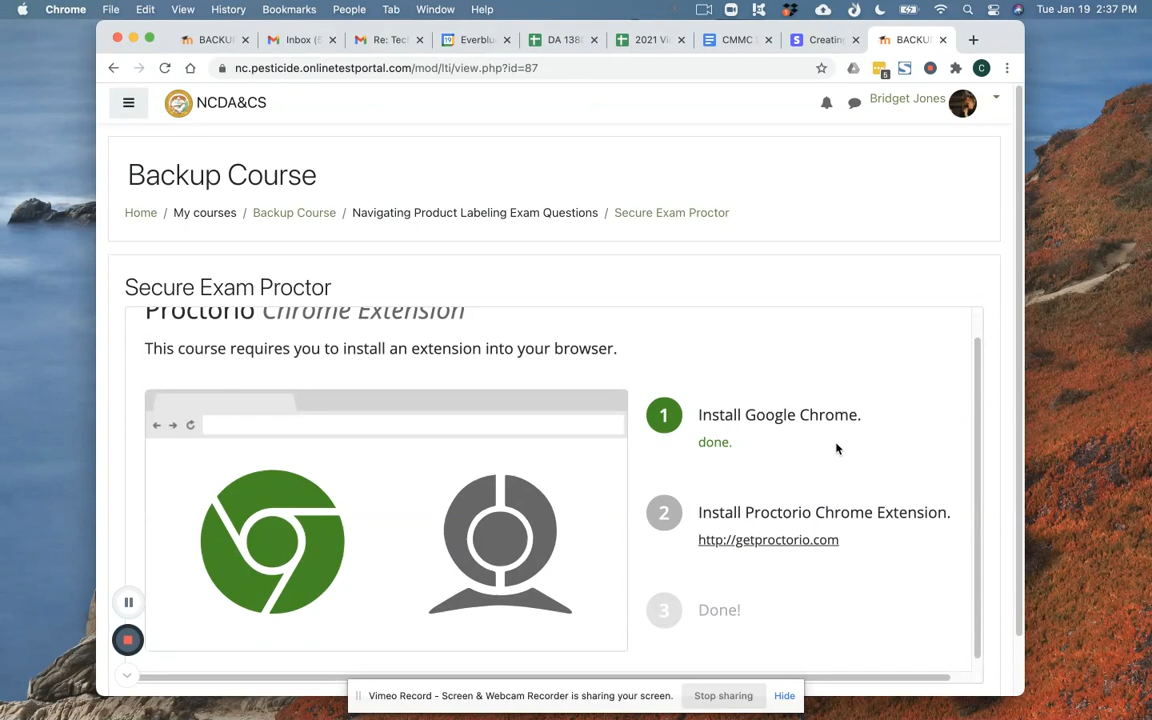 Chrome File Edit View History Bookmarks People Tab Window Help Tue Jan 19 2:37 PM
BACKU Inbox (5 Re: Tec Everblu DA 138 2021 Vi CMMC Creatin BACKU
nc.pesticide.onlinetestportal.com/mod/lti/view.php?id=87 5 C
NCDA&CS Bridget Jones
Backup Course
Home / My courses / Backup Course / Navigating Product Labeling Exam Questions / Secure Exam Proctor
Secure Exam Proctor
Proctorio Chrome Extension
This course requires you to install an extension into your browser.
1 Install Google Chrome.
done.
2 Install Proctorio Chrome Extension.
http://getproctorio.com
3 Done!
Vimeo Record - Screen & Webcam Recorder is sharing your screen. Stop sharing Hide